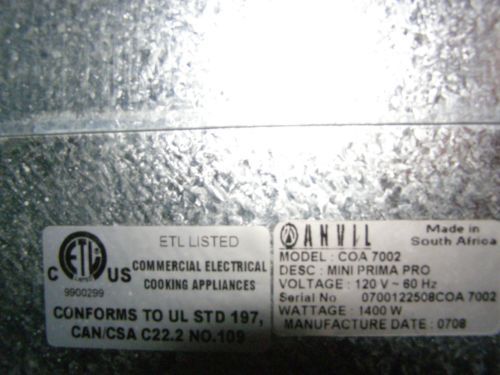 ETL LISTED
C ETL US
COMMERCIAL ELECTRICAL
COOKING APPLIANCES
9900299
CONFORMS TO UL STD 197,
CAN/CSA C22.2 NO.109
ANVIL
Made in
South Africa
MODEL : COA 7002
DESC : MINI PRIMA PRO
VOLTAGE : 120 V ~ 60 Hz
Serial No 0700122508COA 7002
WATTAGE : 1400 W
MANUFACTURE DATE : 0708